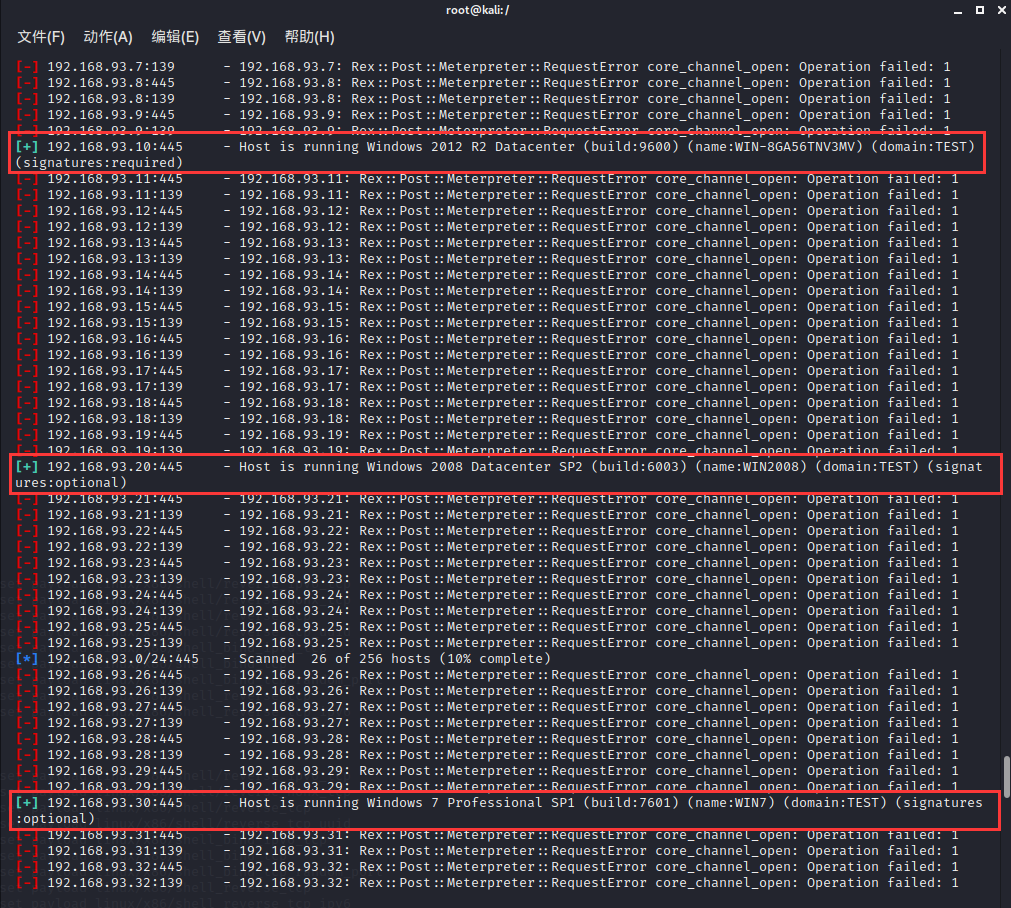 root@kali:/
文件(F) 动作(A) 编辑(E) 查看(V) 帮助(H)
[-] 192.168.93.7:139 - 192.168.93.7: Rex::Post::Meterpreter::RequestError core_channel_open: Operation failed: 1
[-] 192.168.93.8:445 - 192.168.93.8: Rex::Post::Meterpreter::RequestError core_channel_open: Operation failed: 1
[-] 192.168.93.8:139 - 192.168.93.8: Rex::Post::Meterpreter::RequestError core_channel_open: Operation failed: 1
[-] 192.168.93.9:445 - 192.168.93.9: Rex::Post::Meterpreter::RequestError core_channel_open: Operation failed: 1
[-] 192.168.93.9:139 - 192.168.93.9: Rex::Post::Meterpreter::RequestError core_channel_open: Operation failed: 1
[+] 192.168.93.10:445 - Host is running Windows 2012 R2 Datacenter (build:9600) (name:WIN-8GA56TNV3MV) (domain:TEST)
(signatures:required)
[-] 192.168.93.11:445 - 192.168.93.11: Rex::Post::Meterpreter::RequestError core_channel_open: Operation failed: 1
[-] 192.168.93.11:139 - 192.168.93.11: Rex::Post::Meterpreter::RequestError core_channel_open: Operation failed: 1
[-] 192.168.93.12:445 - 192.168.93.12: Rex::Post::Meterpreter::RequestError core_channel_open: Operation failed: 1
[-] 192.168.93.12:139 - 192.168.93.12: Rex::Post::Meterpreter::RequestError core_channel_open: Operation failed: 1
[-] 192.168.93.13:445 - 192.168.93.13: Rex::Post::Meterpreter::RequestError core_channel_open: Operation failed: 1
[-] 192.168.93.13:139 - 192.168.93.13: Rex::Post::Meterpreter::RequestError core_channel_open: Operation failed: 1
[-] 192.168.93.14:445 - 192.168.93.14: Rex::Post::Meterpreter::RequestError core_channel_open: Operation failed: 1
[-] 192.168.93.14:139 - 192.168.93.14: Rex::Post::Meterpreter::RequestError core_channel_open: Operation failed: 1
[-] 192.168.93.15:445 - 192.168.93.15: Rex::Post::Meterpreter::RequestError core_channel_open: Operation failed: 1
[-] 192.168.93.15:139 - 192.168.93.15: Rex::Post::Meterpreter::RequestError core_channel_open: Operation failed: 1
[-] 192.168.93.16:445 - 192.168.93.16: Rex::Post::Meterpreter::RequestError core_channel_open: Operation failed: 1
[-] 192.168.93.16:139 - 192.168.93.16: Rex::Post::Meterpreter::RequestError core_channel_open: Operation failed: 1
[-] 192.168.93.17:445 - 192.168.93.17: Rex::Post::Meterpreter::RequestError core_channel_open: Operation failed: 1
[-] 192.168.93.17:139 - 192.168.93.17: Rex::Post::Meterpreter::RequestError core_channel_open: Operation failed: 1
[-] 192.168.93.18:445 - 192.168.93.18: Rex::Post::Meterpreter::RequestError core_channel_open: Operation failed: 1
[-] 192.168.93.18:139 - 192.168.93.18: Rex::Post::Meterpreter::RequestError core_channel_open: Operation failed: 1
[-] 192.168.93.19:445 - 192.168.93.19: Rex::Post::Meterpreter::RequestError core_channel_open: Operation failed: 1
[-] 192.168.93.19:139 - 192.168.93.19: Rex::Post::Meterpreter::RequestError core_channel_open: Operation failed: 1
[+] 192.168.93.20:445 - Host is running Windows 2008 Datacenter SP2 (build:6003) (name:WIN2008) (domain:TEST) (signat
ures:optional)
[-] 192.168.93.21:445 - 192.168.93.21: Rex::Post::Meterpreter::RequestError core_channel_open: Operation failed: 1
[-] 192.168.93.21:139 - 192.168.93.21: Rex::Post::Meterpreter::RequestError core_channel_open: Operation failed: 1
[-] 192.168.93.22:445 - 192.168.93.22: Rex::Post::Meterpreter::RequestError core_channel_open: Operation failed: 1
[-] 192.168.93.22:139 - 192.168.93.22: Rex::Post::Meterpreter::RequestError core_channel_open: Operation failed: 1
[-] 192.168.93.23:445 - 192.168.93.23: Rex::Post::Meterpreter::RequestError core_channel_open: Operation failed: 1
[-] 192.168.93.23:139 - 192.168.93.23: Rex::Post::Meterpreter::RequestError core_channel_open: Operation failed: 1
[-] 192.168.93.24:445 - 192.168.93.24: Rex::Post::Meterpreter::RequestError core_channel_open: Operation failed: 1
[-] 192.168.93.24:139 - 192.168.93.24: Rex::Post::Meterpreter::RequestError core_channel_open: Operation failed: 1
[-] 192.168.93.25:445 - 192.168.93.25: Rex::Post::Meterpreter::RequestError core_channel_open: Operation failed: 1
[-] 192.168.93.25:139 - 192.168.93.25: Rex::Post::Meterpreter::RequestError core_channel_open: Operation failed: 1
[*] 192.168.93.0/24:445 - Scanned 26 of 256 hosts (10% complete)
[-] 192.168.93.26:445 - 192.168.93.26: Rex::Post::Meterpreter::RequestError core_channel_open: Operation failed: 1
[-] 192.168.93.26:139 - 192.168.93.26: Rex::Post::Meterpreter::RequestError core_channel_open: Operation failed: 1
[-] 192.168.93.27:445 - 192.168.93.27: Rex::Post::Meterpreter::RequestError core_channel_open: Operation failed: 1
[-] 192.168.93.27:139 - 192.168.93.27: Rex::Post::Meterpreter::RequestError core_channel_open: Operation failed: 1
[-] 192.168.93.28:445 - 192.168.93.28: Rex::Post::Meterpreter::RequestError core_channel_open: Operation failed: 1
[-] 192.168.93.28:139 - 192.168.93.28: Rex::Post::Meterpreter::RequestError core_channel_open: Operation failed: 1
[-] 192.168.93.29:445 - 192.168.93.29: Rex::Post::Meterpreter::RequestError core_channel_open: Operation failed: 1
[-] 192.168.93.29:139 - 192.168.93.29: Rex::Post::Meterpreter::RequestError core_channel_open: Operation failed: 1
[+] 192.168.93.30:445 - Host is running Windows 7 Professional SP1 (build:7601) (name:WIN7) (domain:TEST) (signatures
:optional)
[-] 192.168.93.31:445 - 192.168.93.31: Rex::Post::Meterpreter::RequestError core_channel_open: Operation failed: 1
[-] 192.168.93.31:139 - 192.168.93.31: Rex::Post::Meterpreter::RequestError core_channel_open: Operation failed: 1
[-] 192.168.93.32:445 - 192.168.93.32: Rex::Post::Meterpreter::RequestError core_channel_open: Operation failed: 1
[-] 192.168.93.32:139 - 192.168.93.32: Rex::Post::Meterpreter::RequestError core_channel_open: Operation failed: 1